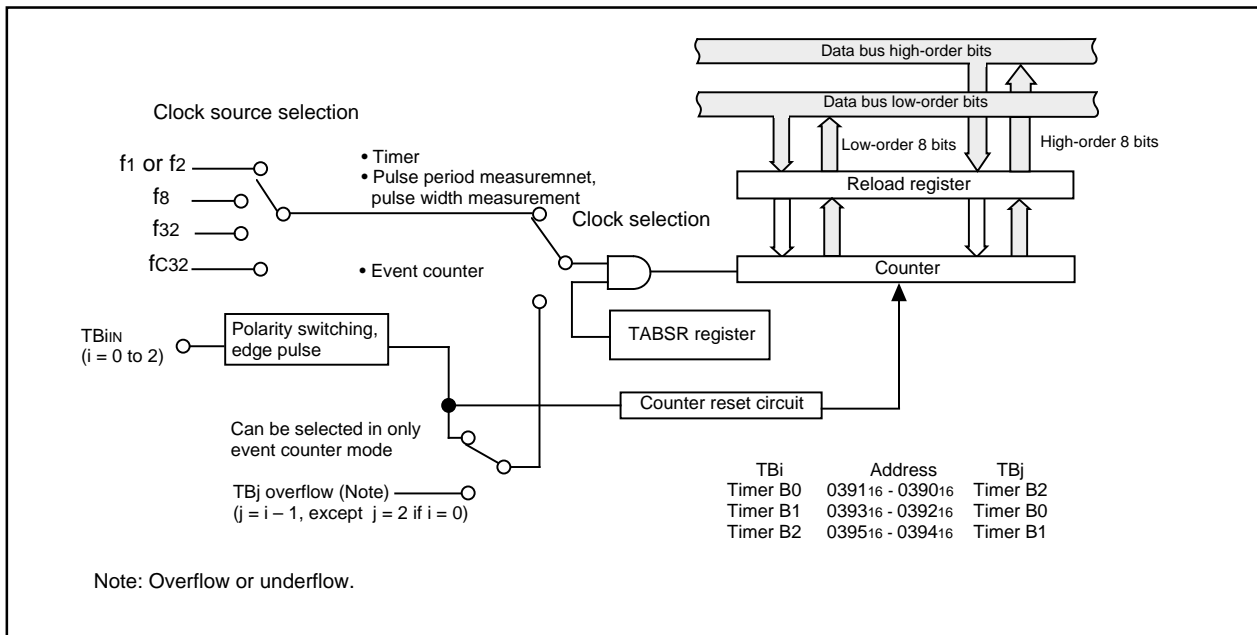 Data bus high-order bits
Data bus low-order bits
Low-order 8 bits
High-order 8 bits
Reload register
Counter
Clock source selection
f1 or f2
f8
f32
fC32
• Timer
• Pulse period measuremnet,
pulse width measurement
• Event counter
Clock selection
TABSR register
TBiIN
(i = 0 to 2)
Polarity switching,
edge pulse
Counter reset circuit
Can be selected in only
event counter mode
TBj overflow (Note)
(j = i – 1, except j = 2 if i = 0)
TBi Address TBj
Timer B0 039116 - 039016 Timer B2
Timer B1 039316 - 039216 Timer B0
Timer B2 039516 - 039416 Timer B1
Note: Overflow or underflow.